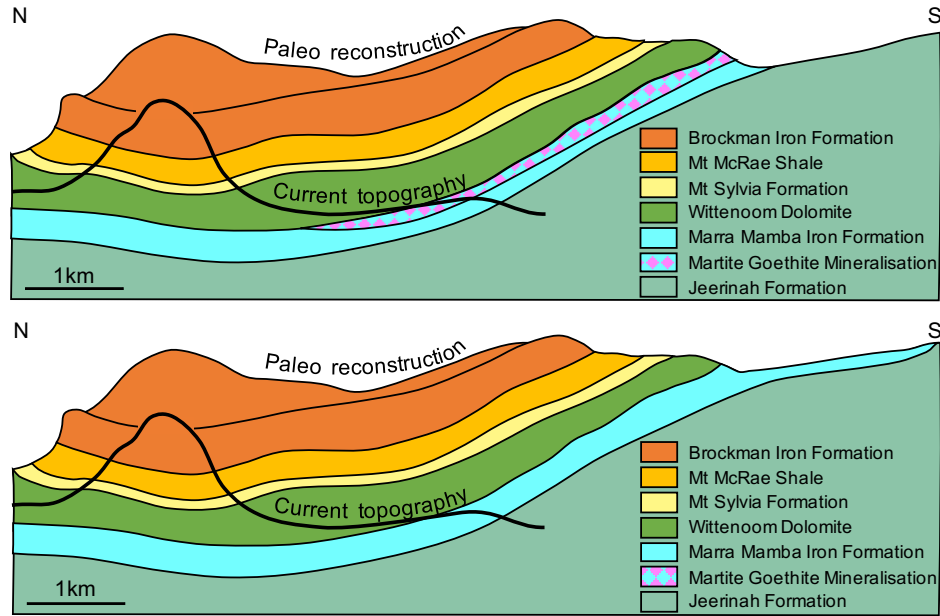 N
S
Paleo reconstruction
Current topography
Brockman Iron Formation
Mt McRae Shale
Mt Sylvia Formation
Wittenoom Dolomite
Marra Mamba Iron Formation
Martite Goethite Mineralisation
Jeerinah Formation
1km
N
S
Paleo reconstruction
Current topography
Brockman Iron Formation
Mt McRae Shale
Mt Sylvia Formation
Wittenoom Dolomite
Marra Mamba Iron Formation
Martite Goethite Mineralisation
Jeerinah Formation
1km